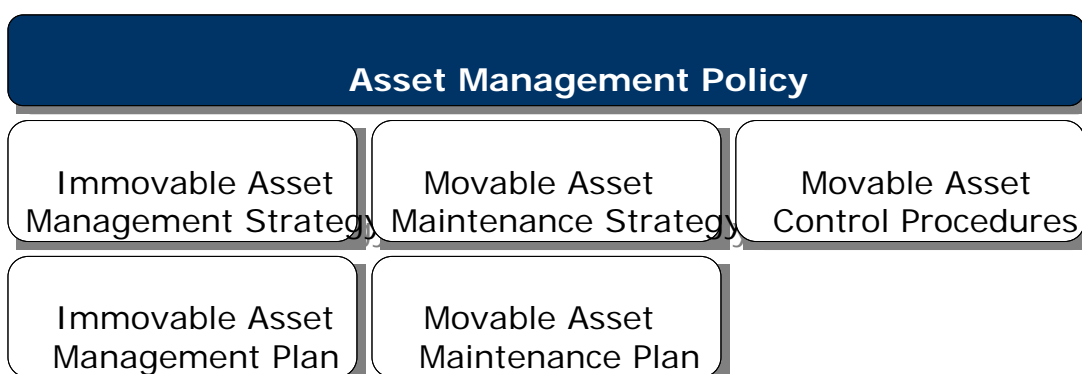 Asset Management Policy
Immovable Asset
Management Strategy
Movable Asset
Maintenance Strategy
Movable Asset
Control Procedures
Immovable Asset
Management Plan
Movable Asset
Maintenance Plan